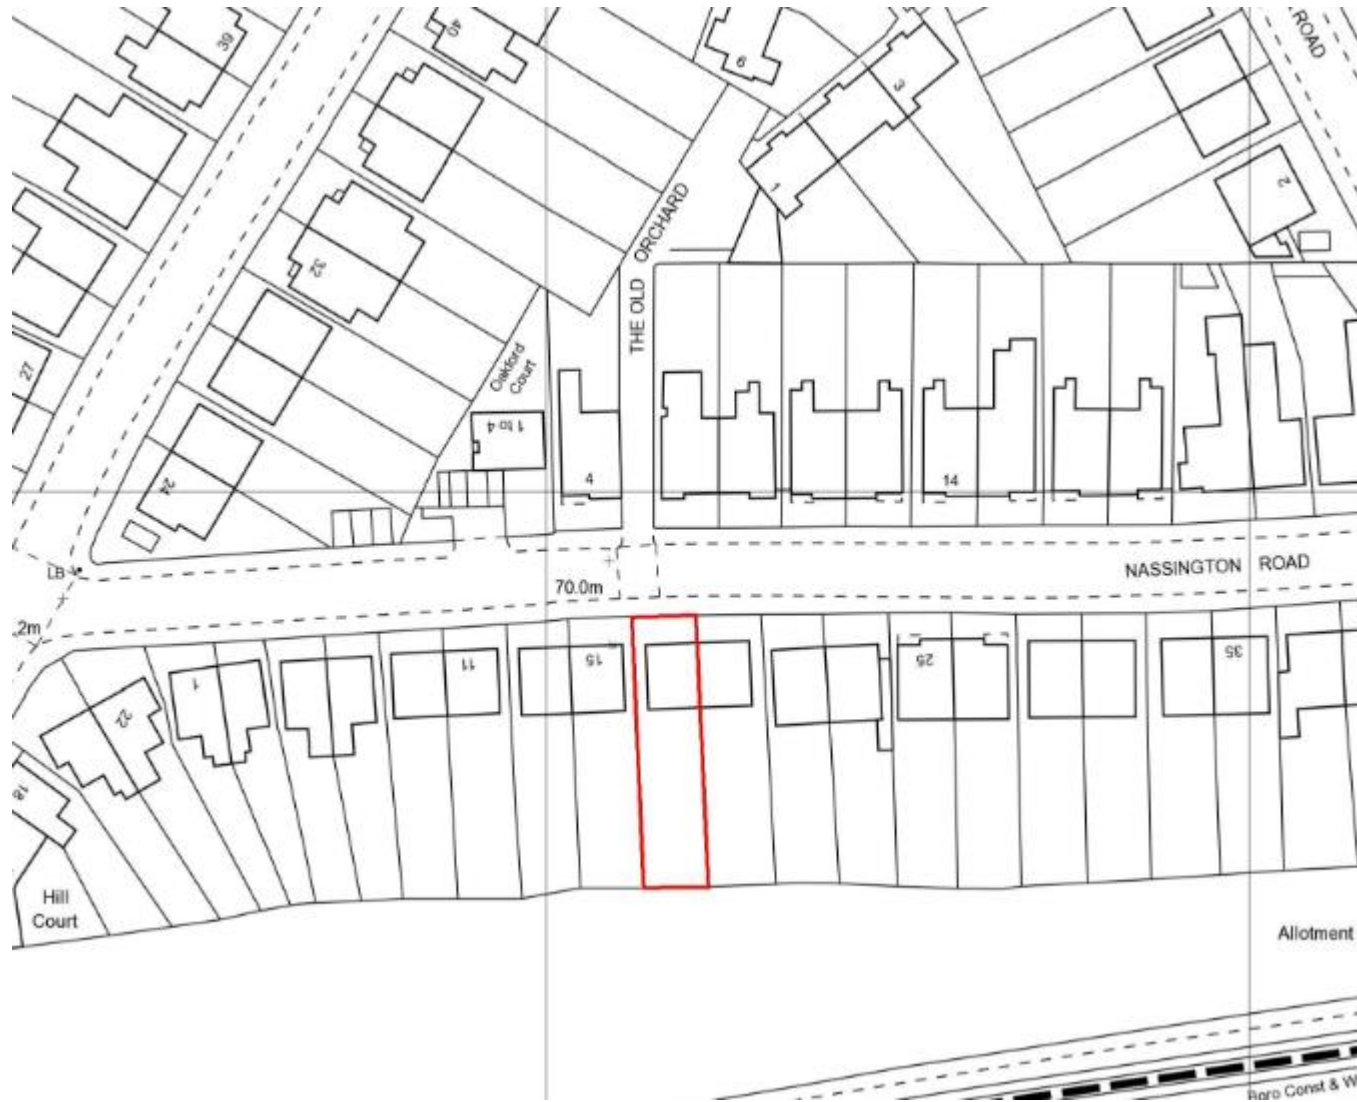 39
40
9
3
ROAD
1
2
THE OLD ORCHARD
32
27
Oakford
Court
1 to 4
24
4
14
LB
70.0m
NASSINGTON ROAD
.2m
1
11
15
25
35
22
18
Hill
Court
Allotment
Boro Const & W